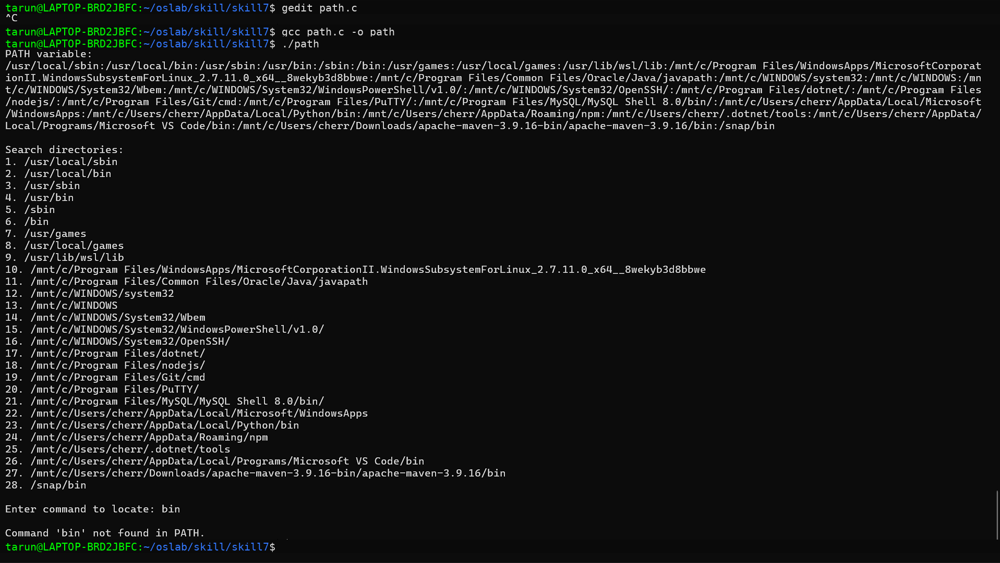 tarun@LAPTOP-BRD2JBFC:~/oslab/skill/skill7$ gedit path.c
^C
tarun@LAPTOP-BRD2JBFC:~/oslab/skill/skill7$ gcc path.c -o path
tarun@LAPTOP-BRD2JBFC:~/oslab/skill/skill7$ ./path
PATH variable:
/usr/local/sbin:/usr/local/bin:/usr/sbin:/usr/bin:/sbin:/bin:/usr/games:/usr/local/games:/usr/lib/wsl/lib:/mnt/c/Program Files/WindowsApps/MicrosoftCorporat
ionII.WindowsSubsystemForLinux_2.7.11.0_x64__8wekyb3d8bbwe:/mnt/c/Program Files/Common Files/Oracle/Java/javapath:/mnt/c/WINDOWS/system32:/mnt/c/WINDOWS:/mn
t/c/WINDOWS/System32/Wbem:/mnt/c/WINDOWS/System32/WindowsPowerShell/v1.0/:/mnt/c/WINDOWS/System32/OpenSSH/:/mnt/c/Program Files/dotnet/:/mnt/c/Program Files
/nodejs/:/mnt/c/Program Files/Git/cmd:/mnt/c/Program Files/PuTTY/:/mnt/c/Program Files/MySQL/MySQL Shell 8.0/bin/:/mnt/c/Users/cherr/AppData/Local/Microsoft
/WindowsApps:/mnt/c/Users/cherr/AppData/Local/Python/bin:/mnt/c/Users/cherr/AppData/Roaming/npm:/mnt/c/Users/cherr/.dotnet/tools:/mnt/c/Users/cherr/AppData/
Local/Programs/Microsoft VS Code/bin:/mnt/c/Users/cherr/Downloads/apache-maven-3.9.16-bin/apache-maven-3.9.16/bin:/snap/bin

Search directories:
1. /usr/local/sbin
2. /usr/local/bin
3. /usr/sbin
4. /usr/bin
5. /sbin
6. /bin
7. /usr/games
8. /usr/local/games
9. /usr/lib/wsl/lib
10. /mnt/c/Program Files/WindowsApps/MicrosoftCorporationII.WindowsSubsystemForLinux_2.7.11.0_x64__8wekyb3d8bbwe
11. /mnt/c/Program Files/Common Files/Oracle/Java/javapath
12. /mnt/c/WINDOWS/system32
13. /mnt/c/WINDOWS
14. /mnt/c/WINDOWS/System32/Wbem
15. /mnt/c/WINDOWS/System32/WindowsPowerShell/v1.0/
16. /mnt/c/WINDOWS/System32/OpenSSH/
17. /mnt/c/Program Files/dotnet/
18. /mnt/c/Program Files/nodejs/
19. /mnt/c/Program Files/Git/cmd
20. /mnt/c/Program Files/PuTTY/
21. /mnt/c/Program Files/MySQL/MySQL Shell 8.0/bin/
22. /mnt/c/Users/cherr/AppData/Local/Microsoft/WindowsApps
23. /mnt/c/Users/cherr/AppData/Local/Python/bin
24. /mnt/c/Users/cherr/AppData/Roaming/npm
25. /mnt/c/Users/cherr/.dotnet/tools
26. /mnt/c/Users/cherr/AppData/Local/Programs/Microsoft VS Code/bin
27. /mnt/c/Users/cherr/Downloads/apache-maven-3.9.16-bin/apache-maven-3.9.16/bin
28. /snap/bin

Enter command to locate: bin

Command 'bin' not found in PATH.
tarun@LAPTOP-BRD2JBFC:~/oslab/skill/skill7$